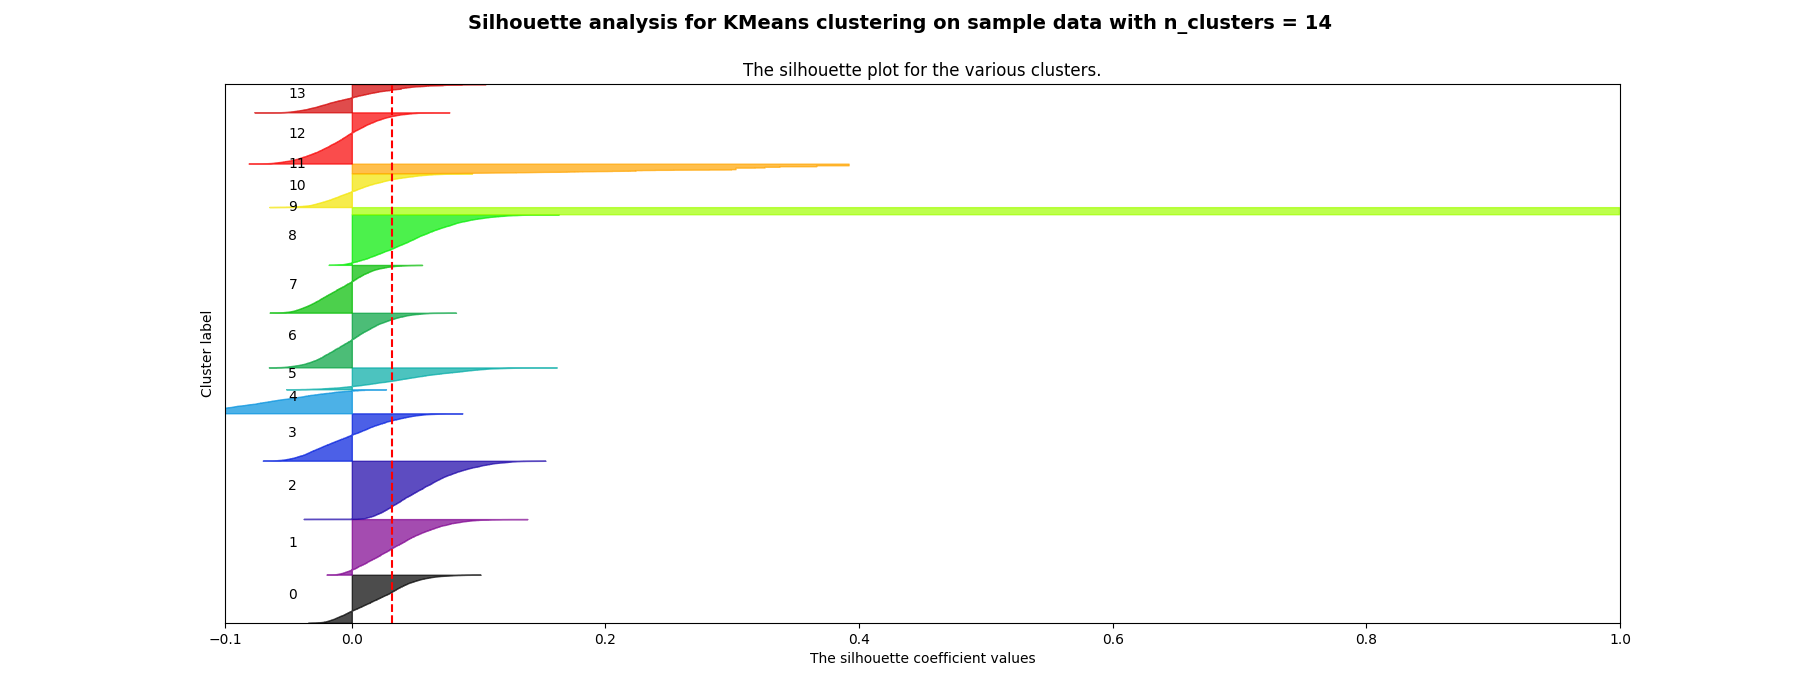 Silhouette analysis for KMeans clustering on sample data with n_clusters = 14
The silhouette plot for the various clusters.
13
12
11
10
9
8
7
6
5
4
3
2
1
0
Cluster label
−0.1 0.0 0.2 0.4 0.6 0.8 1.0
The silhouette coefficient values